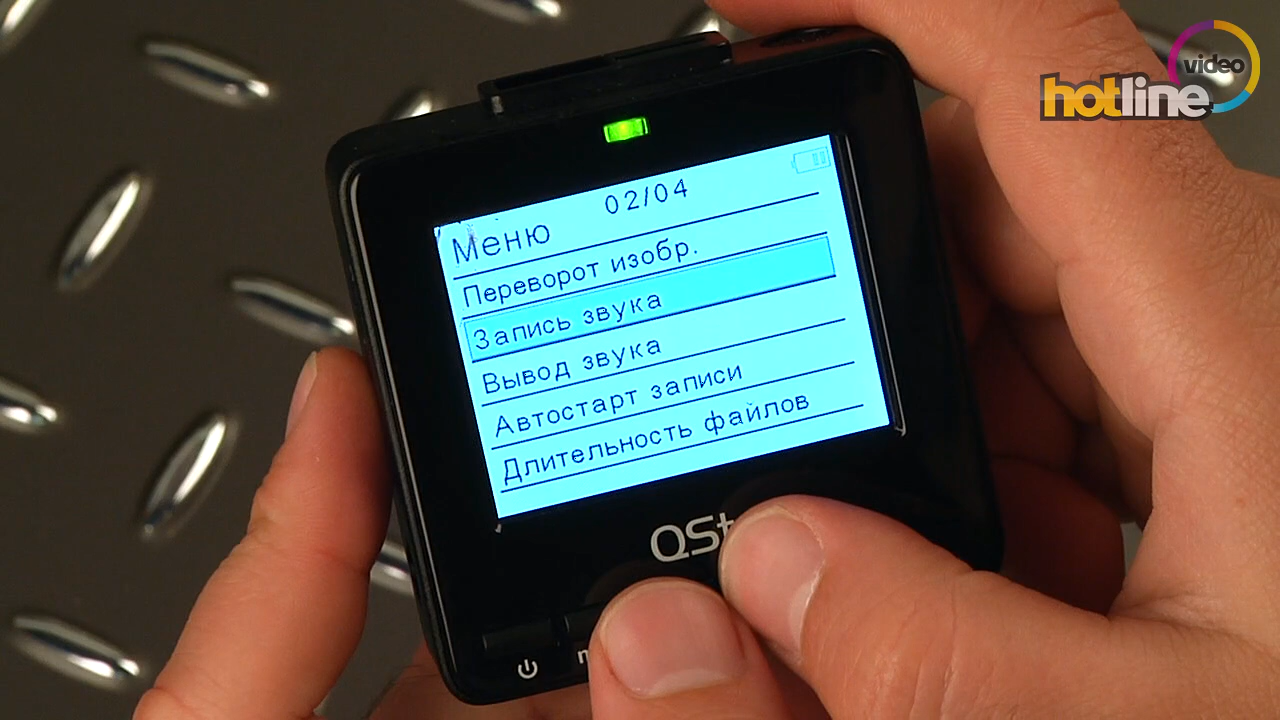 video
hotline
02/04
Меню
Переворот изобр.
Запись звука
Вывод звука
Автостарт записи
Длительность файлов
QSt